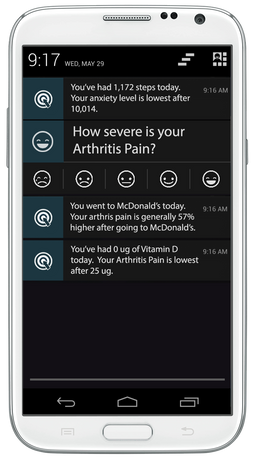 9:17 WED, MAY 29
You've had 1,172 steps today. 9:16 AM
Your anxiety level is lowest after
10,014.
How severe is your
Arthritis Pain?
You went to McDonald's today. 9:16 AM
Your arthris pain is generally 57%
higher after going to McDonald's.
You've had 0 ug of Vitamin D 9:16 AM
today. Your Arthritis Pain is lowest
after 25 ug.